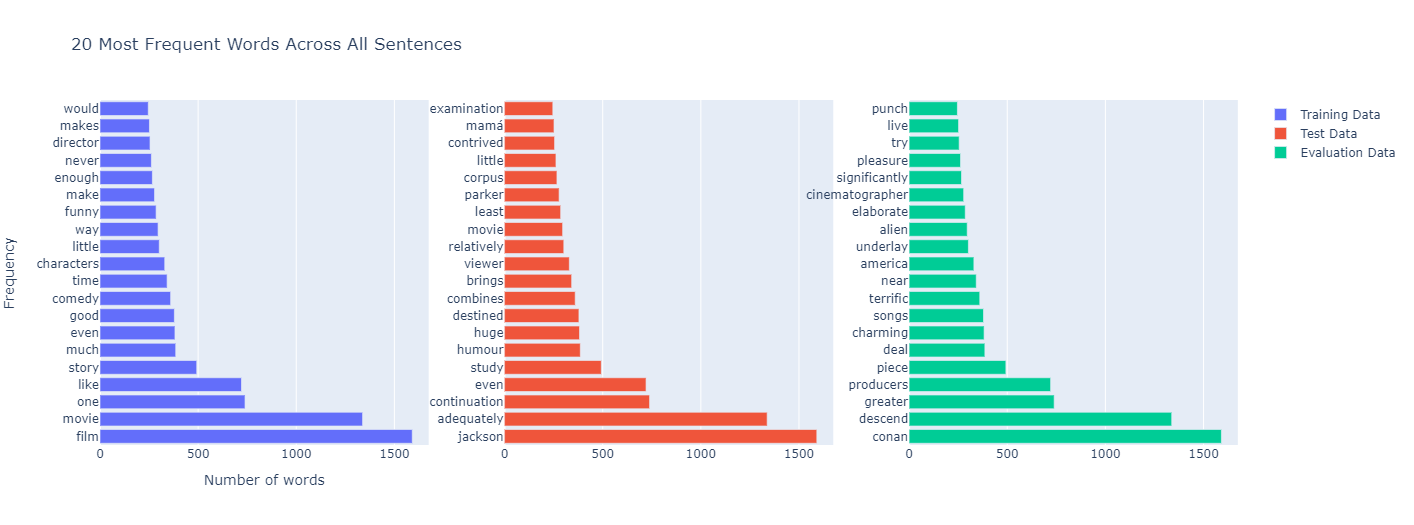 20 Most Frequent Words Across All Sentences
Frequency
would
makes
director
never
enough
make
funny
way
little
characters
time
comedy
good
even
much
story
like
one
movie
film
0 500 1000 1500
Number of words
examination
mamá
contrived
little
corpus
parker
least
movie
relatively
viewer
brings
combines
destined
huge
humour
study
even
continuation
adequately
jackson
0 500 1000 1500
punch
live
try
pleasure
significantly
cinematographer
elaborate
alien
underlay
america
near
terrific
songs
charming
deal
piece
producers
greater
descend
conan
0 500 1000 1500
Training Data
Test Data
Evaluation Data